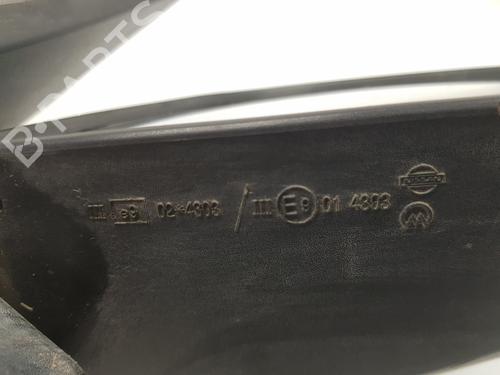 B-PARTS
III e9 02*4303 / III E9 01 4303
NISSAN